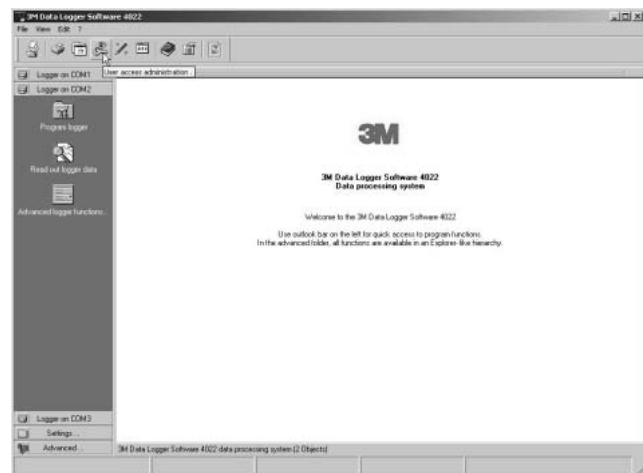 3M Data Logger Software 4022
File View Edit ?
Logger on COM1
User access administration
Logger on COM2
Program logger
Read out logger data
Advanced logger functions...
3M
3M Data Logger Software 4022
Data processing system
Welcome to the 3M Data Logger Software 4022
Use outlook bar on the left for quick access to program functions.
In the advanced folder, all functions are available in an Explorer-like hierarchy.
Logger on COM3
Settings...
Advanced...
3M Data Logger Software 4022 data processing system (2 Objects)